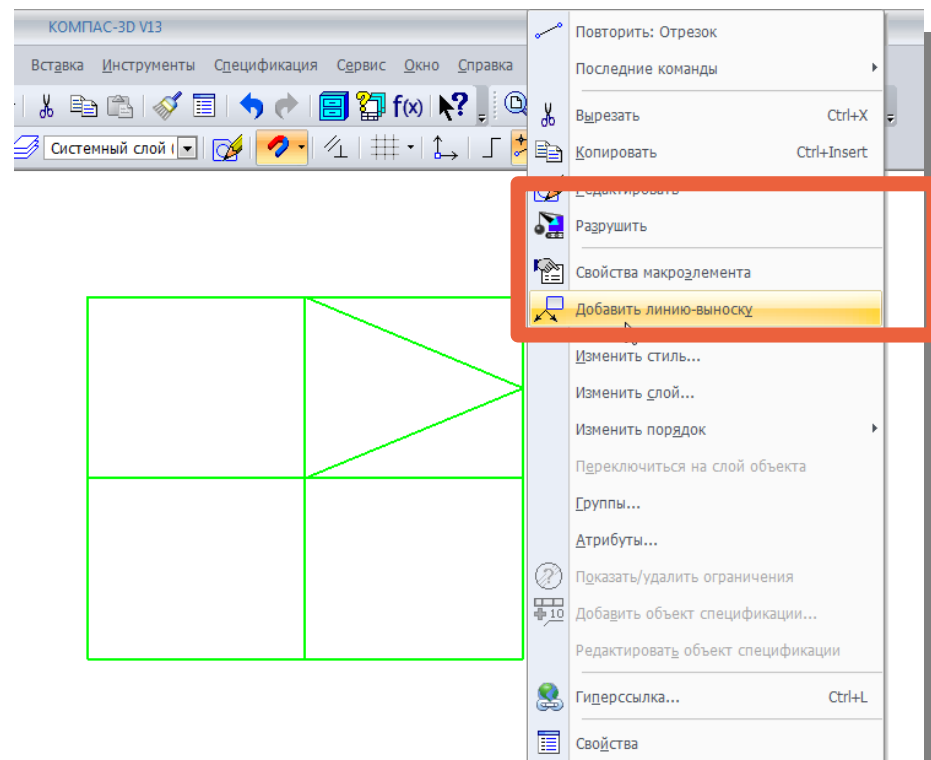 КОМПАС-3D V13
Вставка Инструменты Спецификация Сервис Окно Справка
f(x)
Системный слой (
Повторить: Отрезок
Последние команды
Вырезать Ctrl+X
Копировать Ctrl+Insert
Редактировать
Разрушить
Свойства макроэлемента
Добавить линию-выноску
Изменить стиль...
Изменить слой...
Изменить порядок
Переключиться на слой объекта
Группы...
Атрибуты...
Показать/удалить ограничения
10 Добавить объект спецификации...
Редактировать объект спецификации
Гиперссылка... Ctrl+L
Свойства